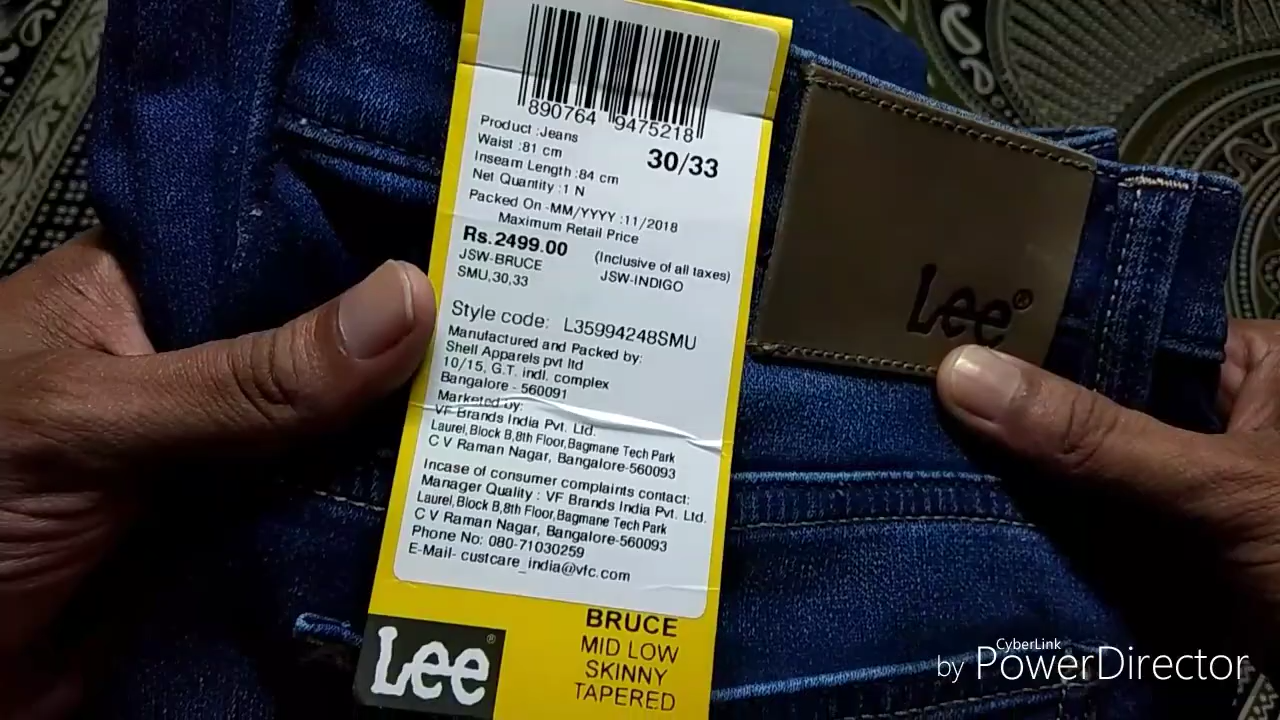 890764 9475218
Product :Jeans
Waist :81 cm
30/33
Inseam Length :84 cm
Net Quantity :1 N
Packed On -MM/YYYY :11/2018
Maximum Retail Price
Rs.2499.00 (Inclusive of all taxes)
JSW-BRUCE JSW-INDIGO
SMU,30,33
Style code: L35994248SMU
Manufactured and Packed by:
Shell Apparels pvt ltd
10/15, G.T. indl. complex
Bangalore - 560091
Marketed by:
VF Brands India Pvt. Ltd.
Laurel,Block B,8th Floor,Bagmane Tech Park
C V Raman Nagar, Bangalore-560093
Incase of consumer complaints contact:
Manager Quality : VF Brands India Pvt. Ltd.
Laurel,Block B,8th Floor,Bagmane Tech Park
C V Raman Nagar, Bangalore-560093
Phone No: 080-71030259
E-Mail- custcare_india@vfc.com
Lee®
BRUCE
MID LOW
SKINNY
TAPERED
Lee®
CyberLink
by PowerDirector